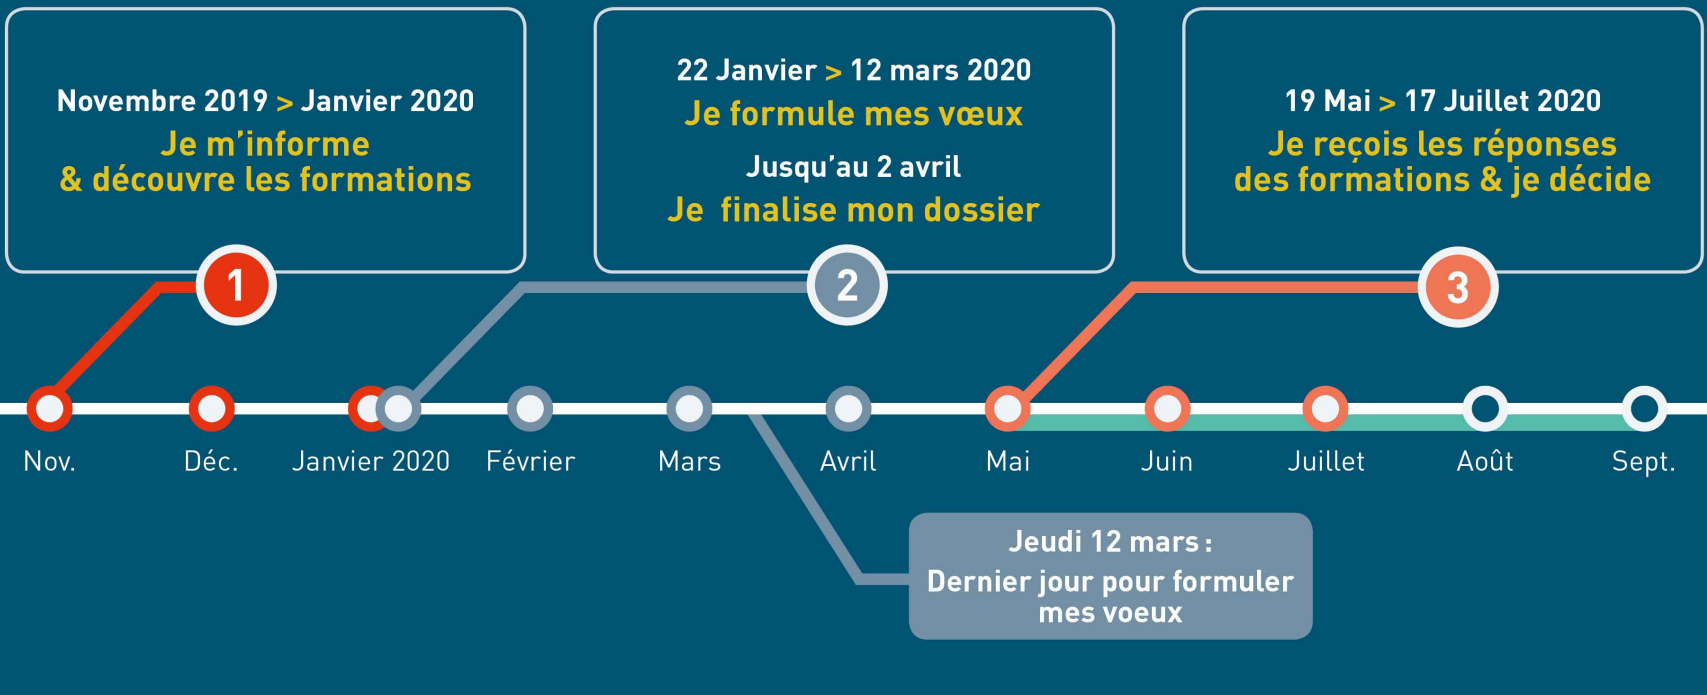 Novembre 2019 > Janvier 2020
Je m'informe
& découvre les formations
1
22 Janvier > 12 mars 2020
Je formule mes vœux
Jusqu'au 2 avril
Je finalise mon dossier
2
19 Mai > 17 Juillet 2020
Je reçois les réponses
des formations & je décide
3
Nov.
Déc.
Janvier 2020
Février
Mars
Avril
Mai
Juin
Juillet
Août
Sept.
Jeudi 12 mars :
Dernier jour pour formuler
mes voeux